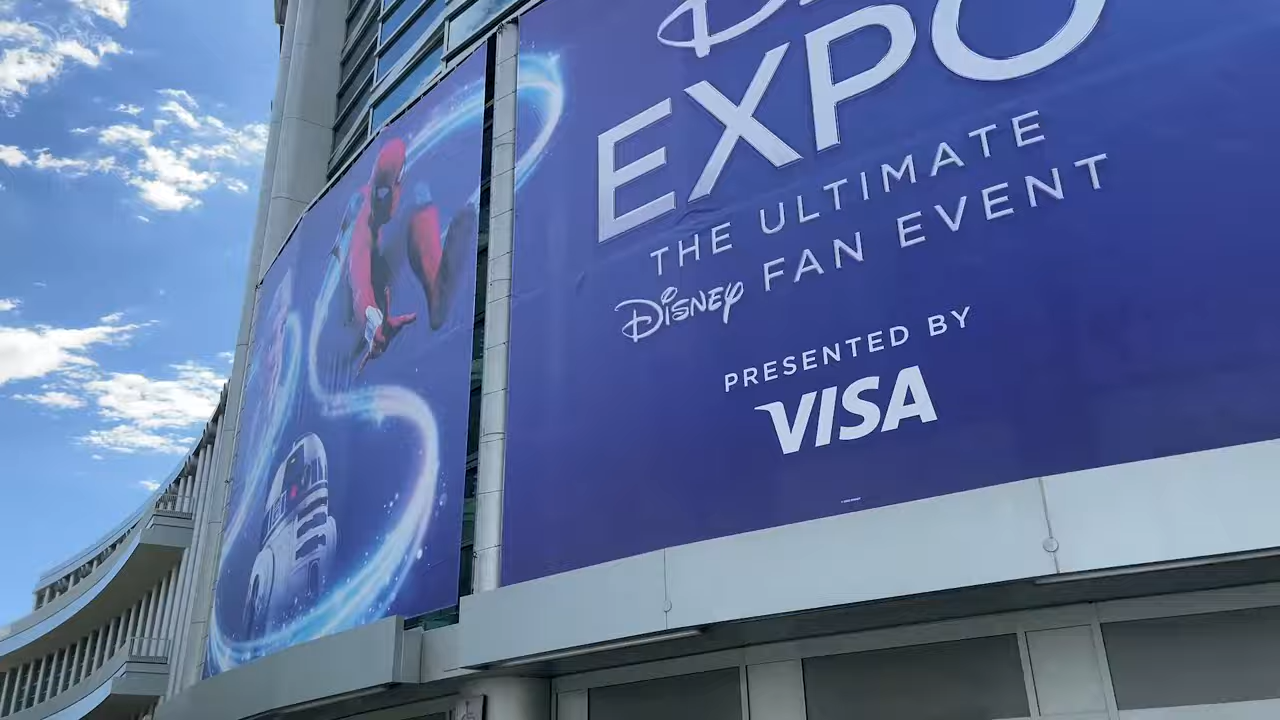 EXPO
THE ULTIMATE
Disney FAN EVENT
PRESENTED BY
VISA